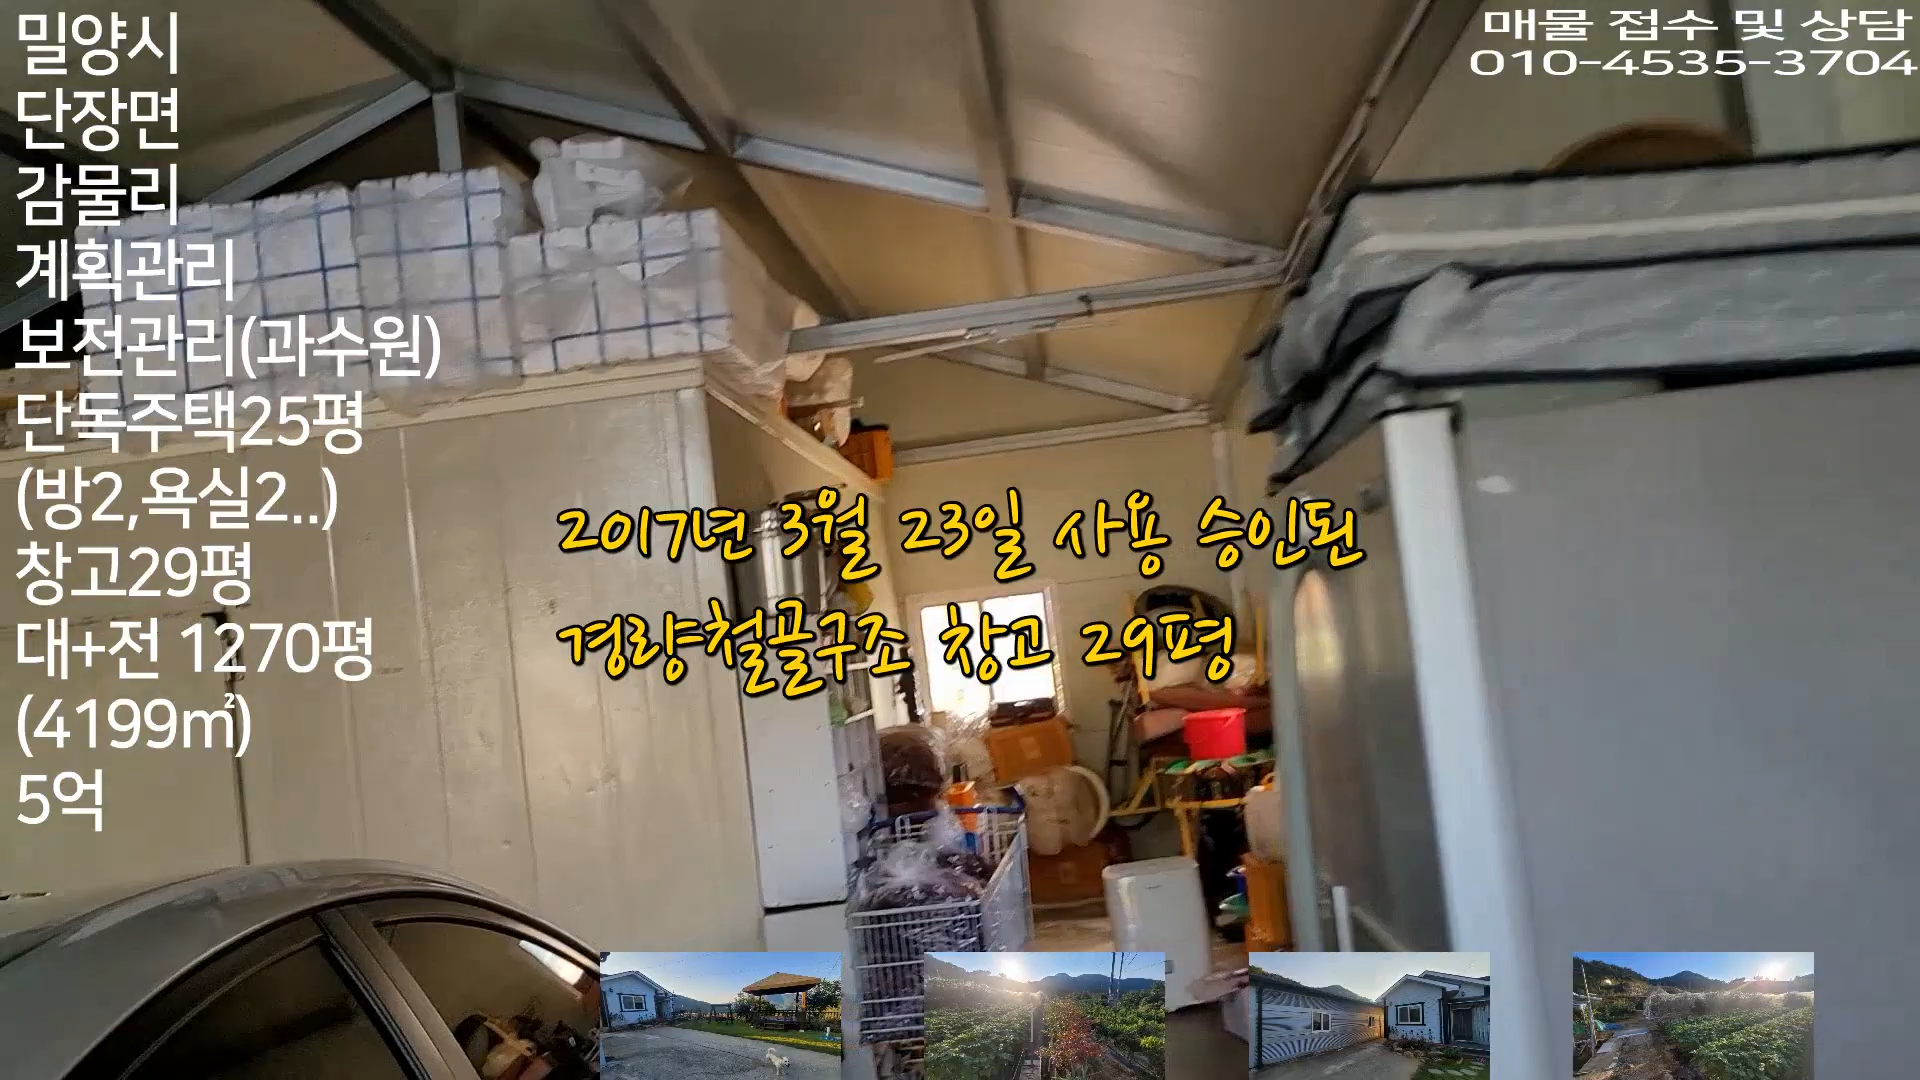 밀양시
단장면
감물리
계획관리
보전관리(과수원)
단독주택25평
(방2,욕실2..)
창고29평
대+전 1270평
(4199㎡)
5억
매물 접수 및 상담
010-4535-3704
2017년 3월 23일 사용 승인된
경량철골구조 창고 29평